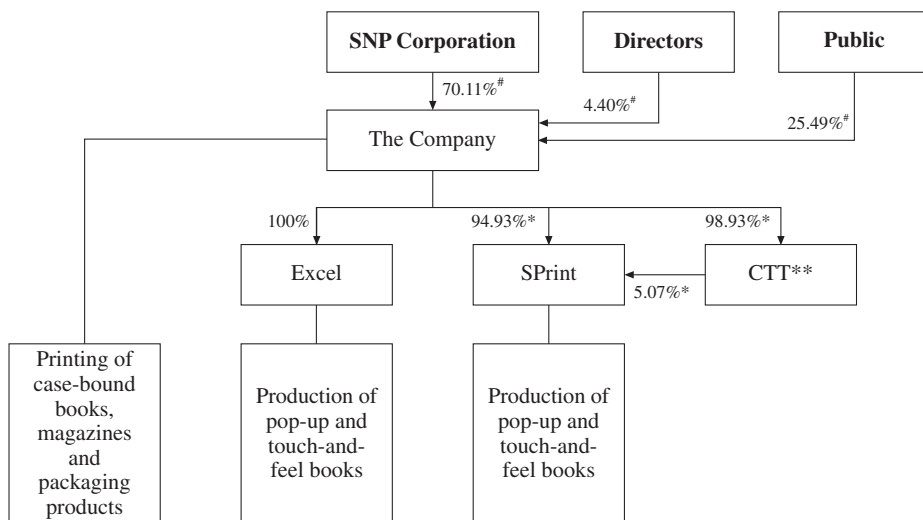 SNP Corporation
Directors
Public
70.11%#
4.40%#
25.49%#
The Company
100%
94.93%*
98.93%*
Excel
SPrint
CTT**
5.07%*
Printing of
case-bound
books,
magazines
and
packaging
products
Production of
pop-up and
touch-and-
feel books
Production of
pop-up and
touch-and-
feel books